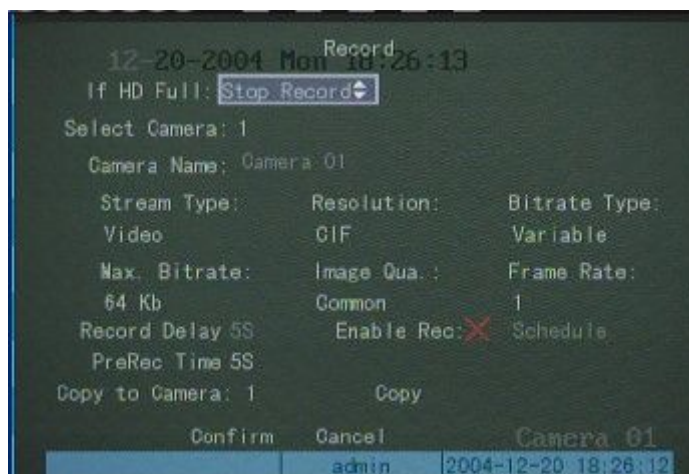 Record
12-20-2004 Mon 18:26:13
If HD Full: Stop Record
Select Camera: 1
Camera Name: Camera 01
Stream Type: Resolution: Bitrate Type:
Video CIF Variable
Max. Bitrate: Image Qua.: Frame Rate:
64 Kb Common 1
Record Delay 5S Enable Rec: Schedule
PreRec Time 5S
Copy to Camera: 1 Copy
Confirm Cancel Camera 01
admin 2004-12-20 18:26:12